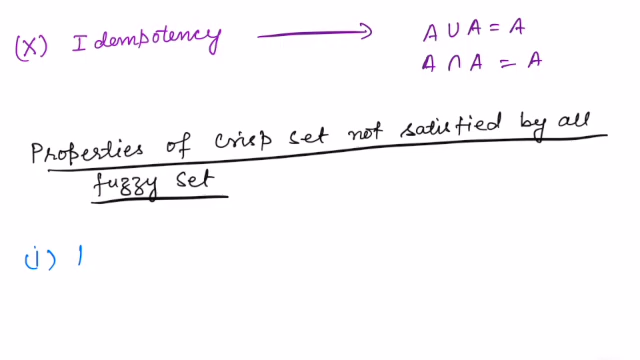 (X) Idempotency ⟶ A ∪ A = A
A ∩ A = A
Properties of crisp set not satisfied by all
fuzzy set
(i)